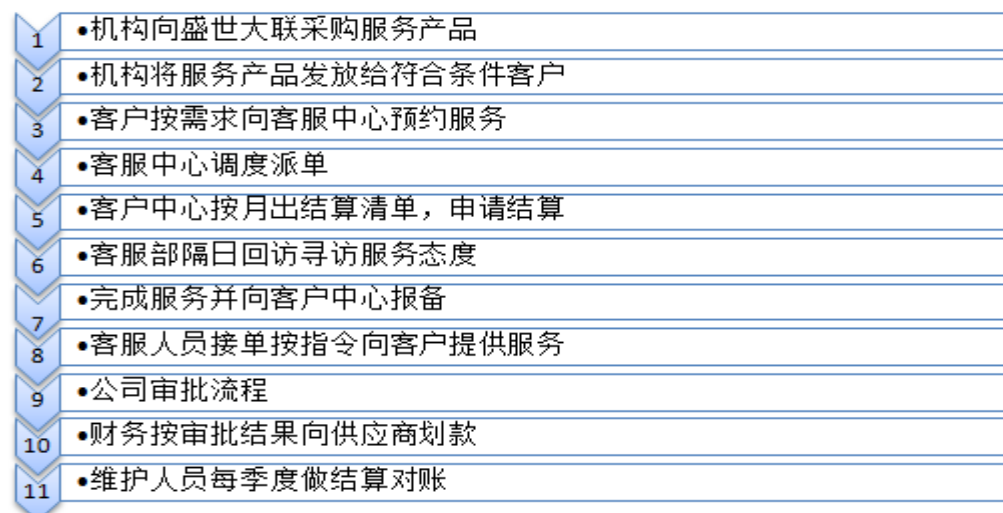 1 •机构向盛世大联采购服务产品
2 •机构将服务产品发放给符合条件客户
3 •客户按需求向客服中心预约服务
4 •客服中心调度派单
5 •客户中心按月出结算清单，申请结算
6 •客服部隔日回访寻访服务态度
7 •完成服务并向客户中心报备
8 •客服人员接单按指令向客户提供服务
9 •公司审批流程
10 •财务按审批结果向供应商划款
11 •维护人员每季度做结算对账